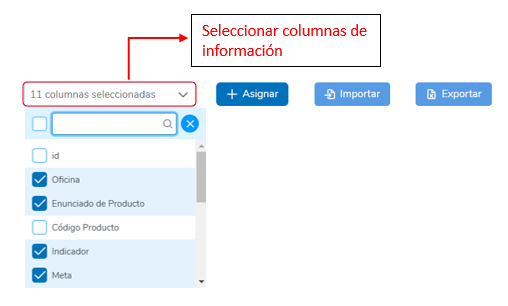 Seleccionar columnas de
información
11 columnas seleccionadas
Asignar
Importar
Exportar
id
Oficina
Enunciado de Producto
Código Producto
Indicador
Meta